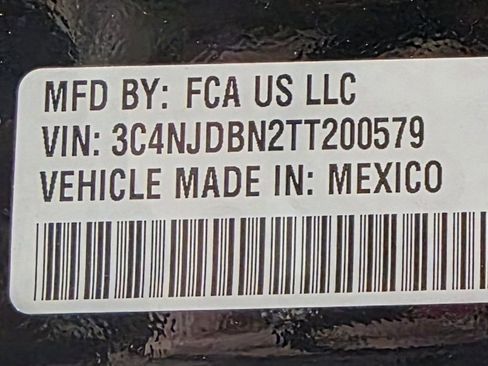 MFD BY: FCA US LLC
VIN: 3C4NJDBN2TT200579
VEHICLE MADE IN: MEXICO